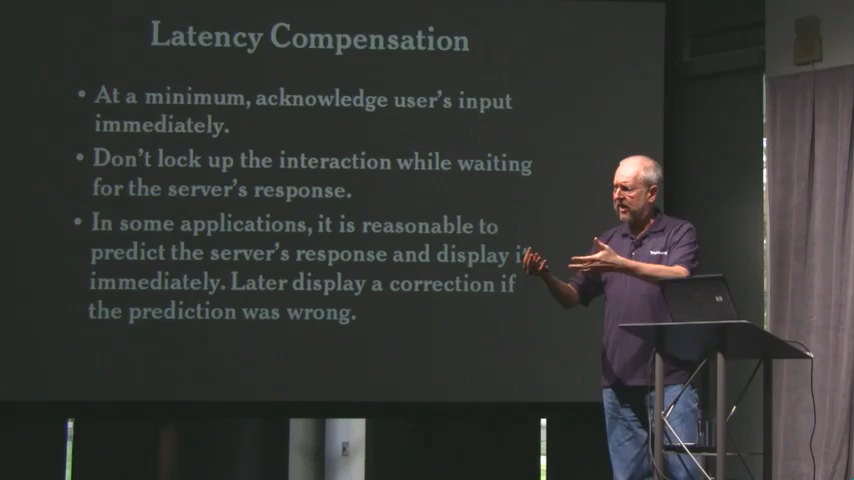 Latency Compensation
• At a minimum, acknowledge user's input
immediately.
• Don't lock up the interaction while waiting
for the server's response.
• In some applications, it is reasonable to
predict the server's response and display it
immediately. Later display a correction if
the prediction was wrong.